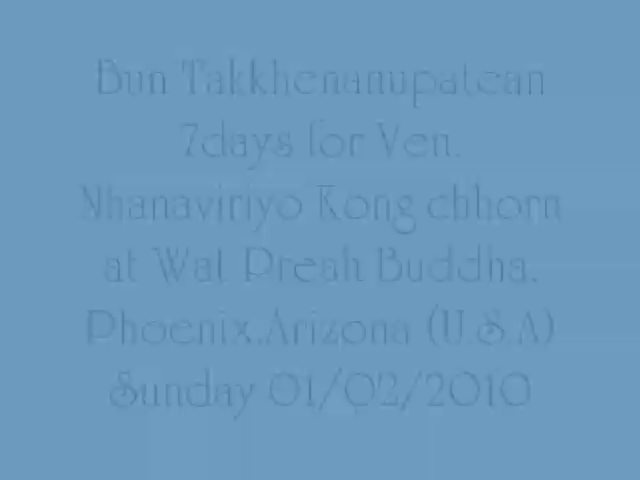 Bun Takkhenanupatean
7days for Ven.
Nhanaviriyo Kong chhorn
at Wat Preah Buddha,
Phoenix,Arizona (U.S.A)
Sunday 01/02/2010